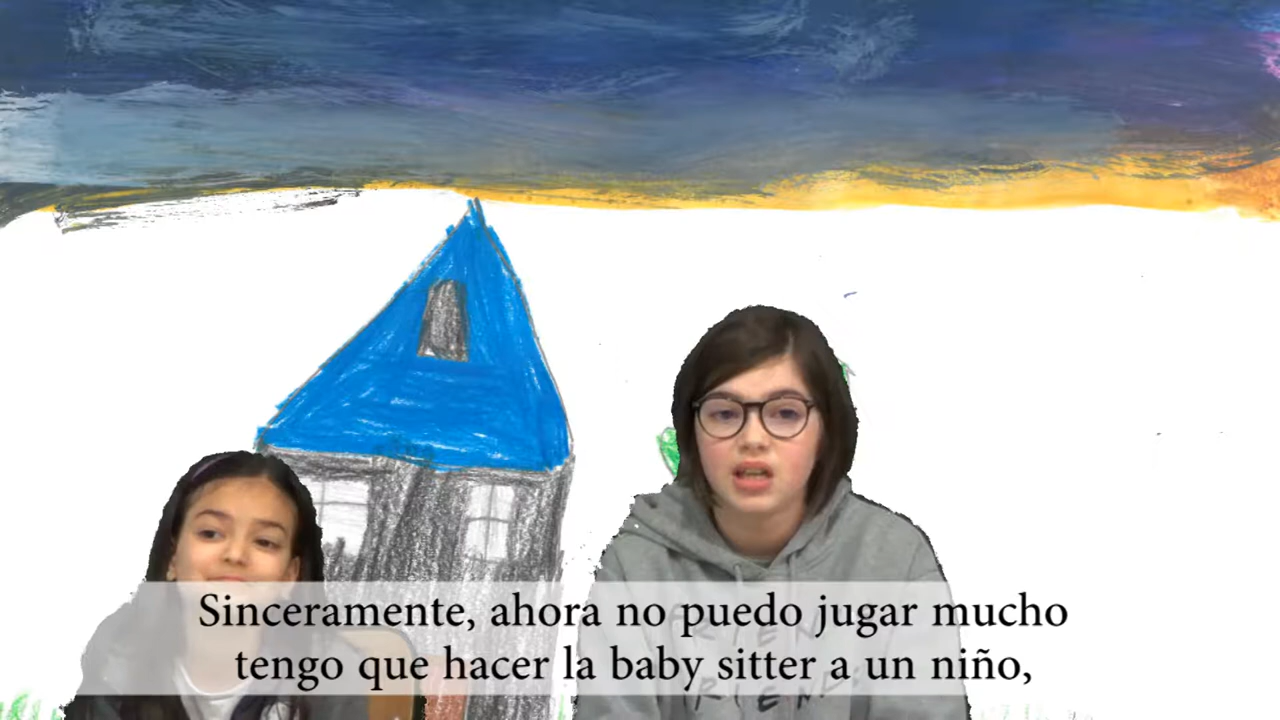 Sinceramente, ahora no puedo jugar mucho
tengo que hacer la baby sitter a un niño,